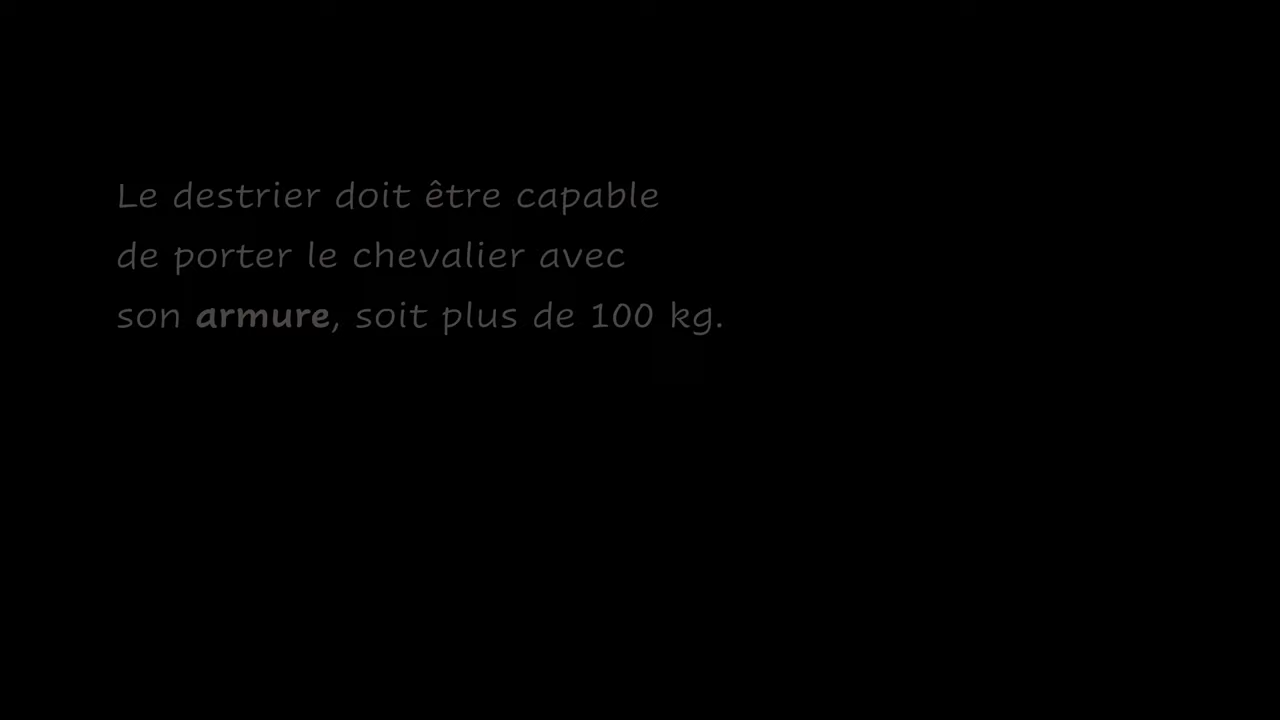 Le destrier doit être capable
de porter le chevalier avec
son armure, soit plus de 100 kg.